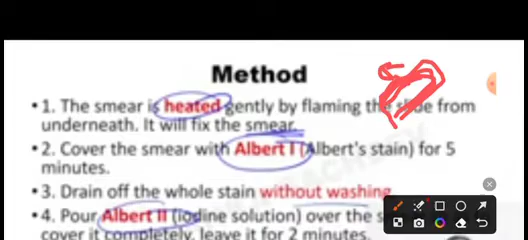 Method
•1. The smear is heated gently by flaming the slide from
underneath. It will fix the smear.
•2. Cover the smear with Albert I (Albert's stain) for 5
minutes.
•3. Drain off the whole stain without washing
•4. Pour Albert II (iodine solution) over the
cover it completely, leave it for 2 minutes.